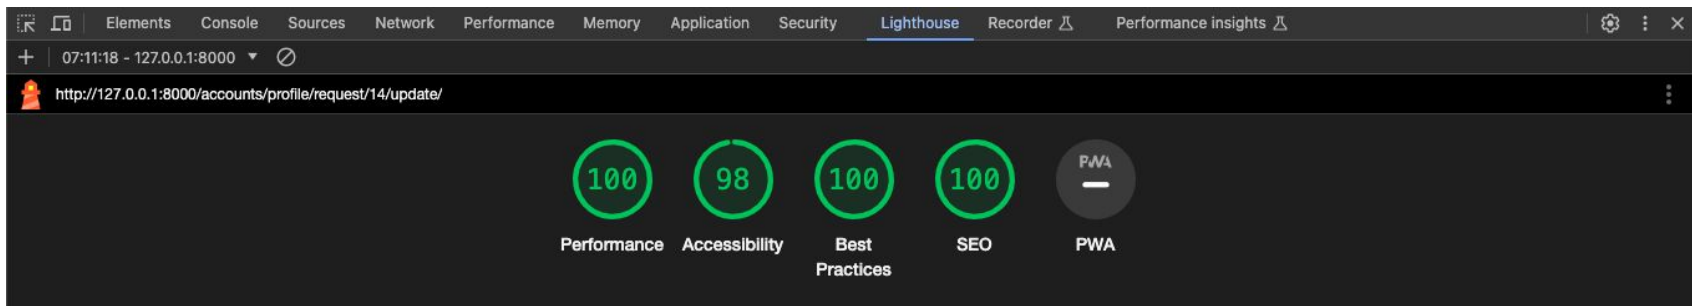 Elements Console Sources Network Performance Memory Application Security Lighthouse Recorder Performance insights
07:11:18 - 127.0.0.1:8000
http://127.0.0.1:8000/accounts/profile/request/14/update/
100 98 100 100 PWA
Performance Accessibility Best Practices SEO PWA